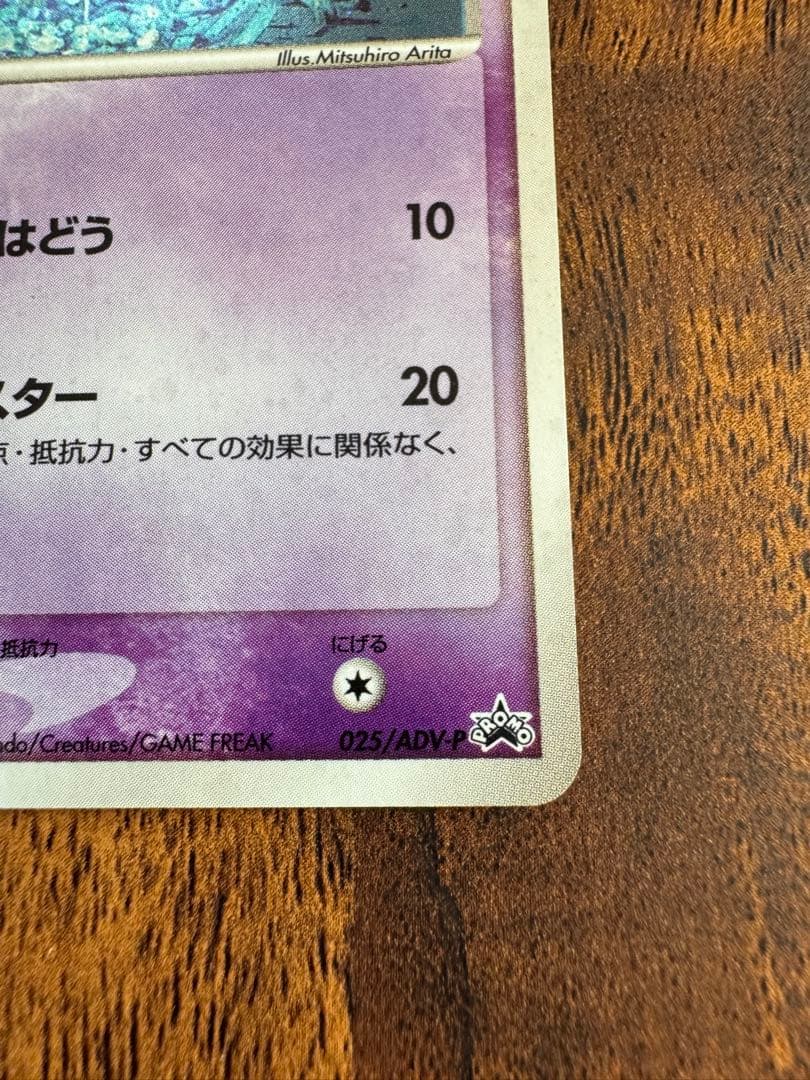 Illus.Mitsuhiro Arita
はどう 10
スター 20
点・抵抗力・すべての効果に関係なく、
抵抗力
にげる
ndo/Creatures/GAME FREAK
025/ADV-P
PROMO